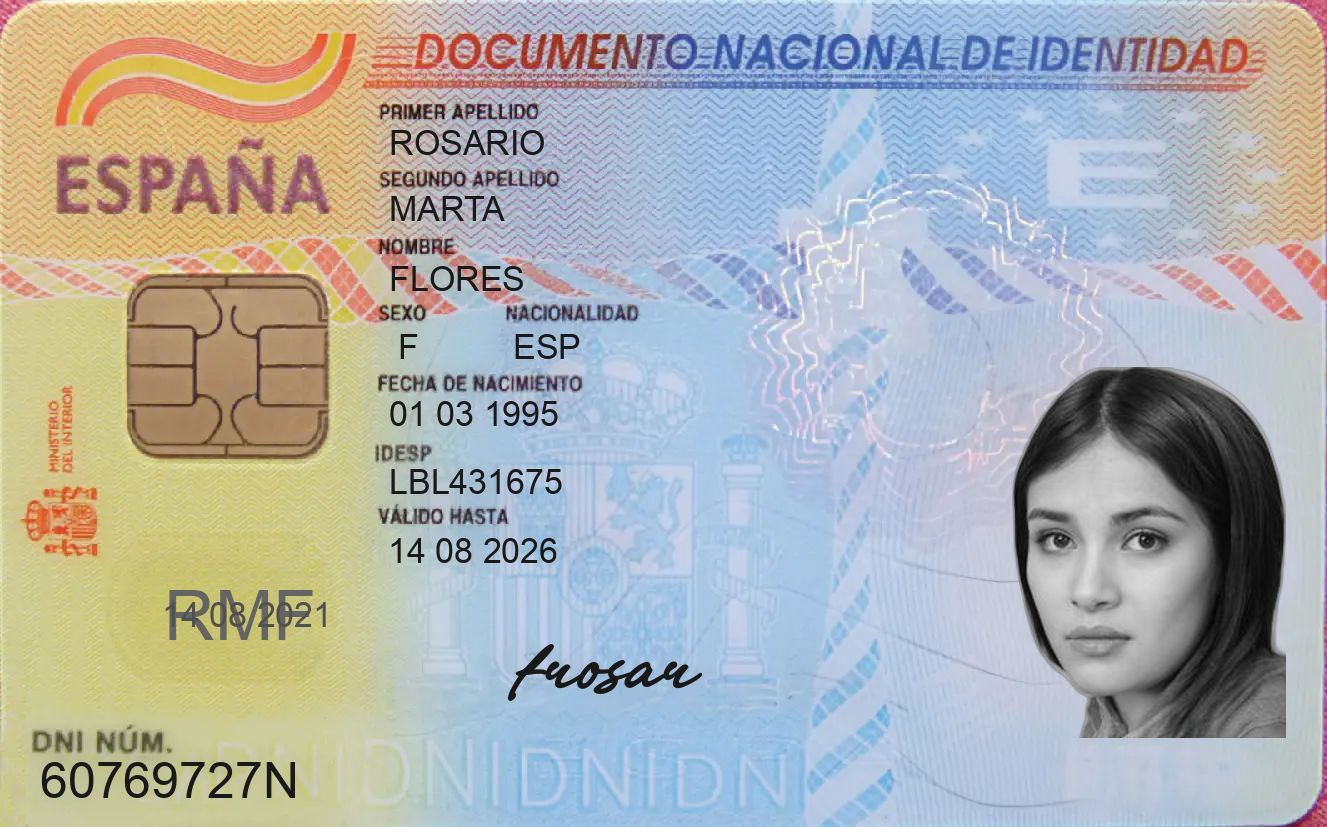 DOCUMENTO NACIONAL DE IDENTIDAD
ESPAÑA
PRIMER APELLIDO
ROSARIO
SEGUNDO APELLIDO
MARTA
NOMBRE
FLORES
SEXO NACIONALIDAD
F ESP
FECHA DE NACIMIENTO
01 03 1995
IDESP
LBL431675
VÁLIDO HASTA
14 08 2026
MINISTERIO
DEL INTERIOR
E
RMF
14 08 2021
frosar
DNI NÚM.
60769727N
DNIDNIDNIDNI